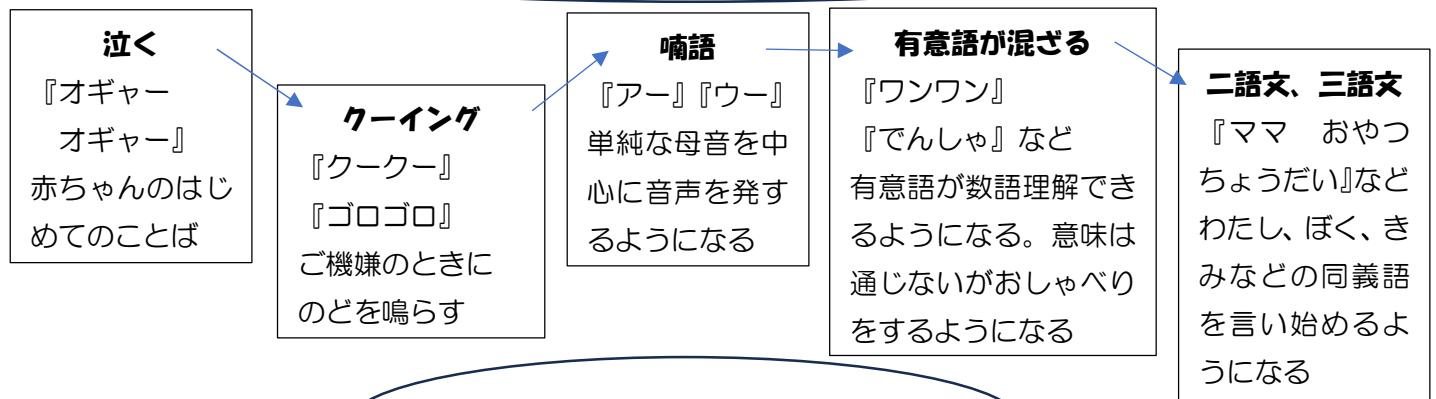 泣く
『オギャー
オギャー』
赤ちゃんのはじ
めてのことば
クーイング
『クークー』
『ゴロゴロ』
ご機嫌のときに
のどを鳴らす
喃語
『アー』『ウー』
単純な母音を中
心に音声を発す
るようになる
有意語が混ざる
『ワンワン』
『でんしゃ』など
有意語が数語理解でき
るようになる。意味は
通じないがおしゃべり
をするようになる
二語文、三語文
『ママ　おやつ
ちょうだい』など
わたし、ぼく、き
みなどの同義語
を言い始めるよ
うになる